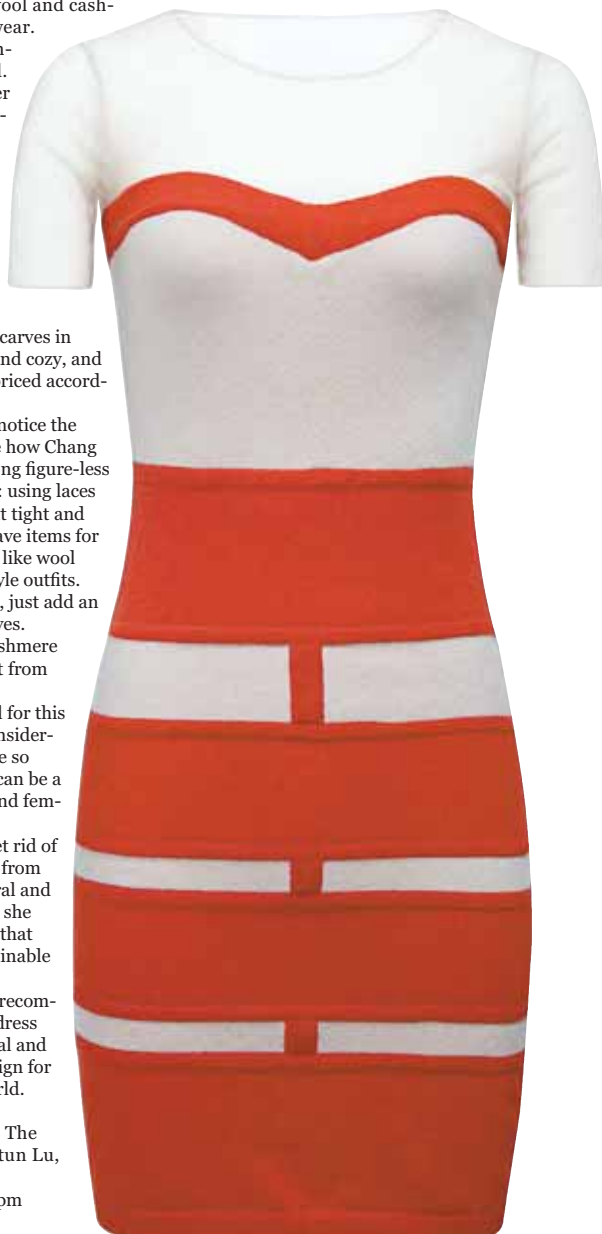 ool and cash-
year.
n-
l.
er
-
carves in
nd cozy, and
riced accord-
notice the
e how Chang
ng figure-less
: using laces
t tight and
ave items for
like wool
yle outfits.
, just add an
ves.
shmere
t from
l for this
nsider-
e so
can be a
nd fem-
et rid of
from
ral and
she
that
inable
recom-
dress
al and
ign for
rld.
The
tun Lu,
pm